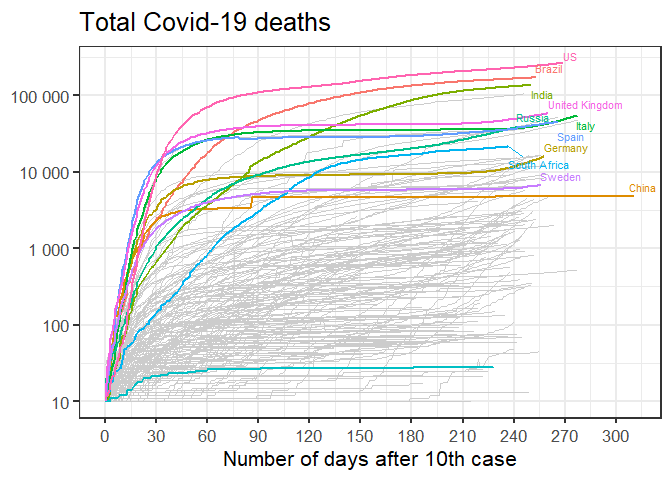 Total Covid-19 deaths
US
Brazil
India
United Kingdom
Russia
Italy
Spain
Germany
South Africa
Sweden
China
100 000
10 000
1 000
100
10
0 30 60 90 120 150 180 210 240 270 300
Number of days after 10th case